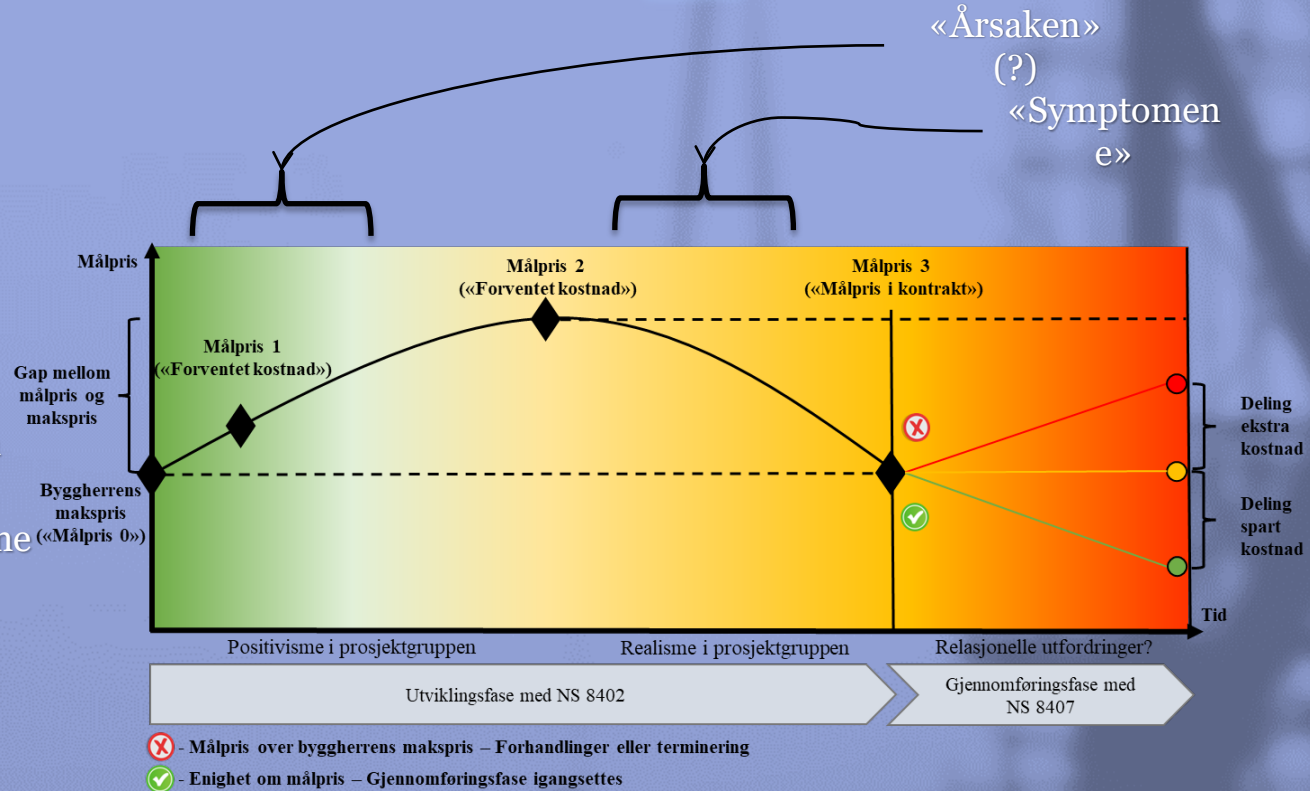 «Årsaken»
(?)
«Symptomen
e»
Målpris
Målpris 2
(«Forventet kostnad»)
Målpris 3
(«Målpris i kontrakt»)
Målpris 1
(«Forventet kostnad»)
Gap mellom
målpris og
makspris
Deling
ekstra
kostnad
Byggherrens
makspris
(«Målpris 0»)
ne
Deling
spart
kostnad
Tid
Positivisme i prosjektgruppen
Realisme i prosjektgruppen
Relasjonelle utfordringer?
Utviklingsfase med NS 8402
Gjennomføringsfase med
NS 8407
- Målpris over byggherrens makspris – Forhandlinger eller terminering
- Enighet om målpris – Gjennomføringsfase igangsettes